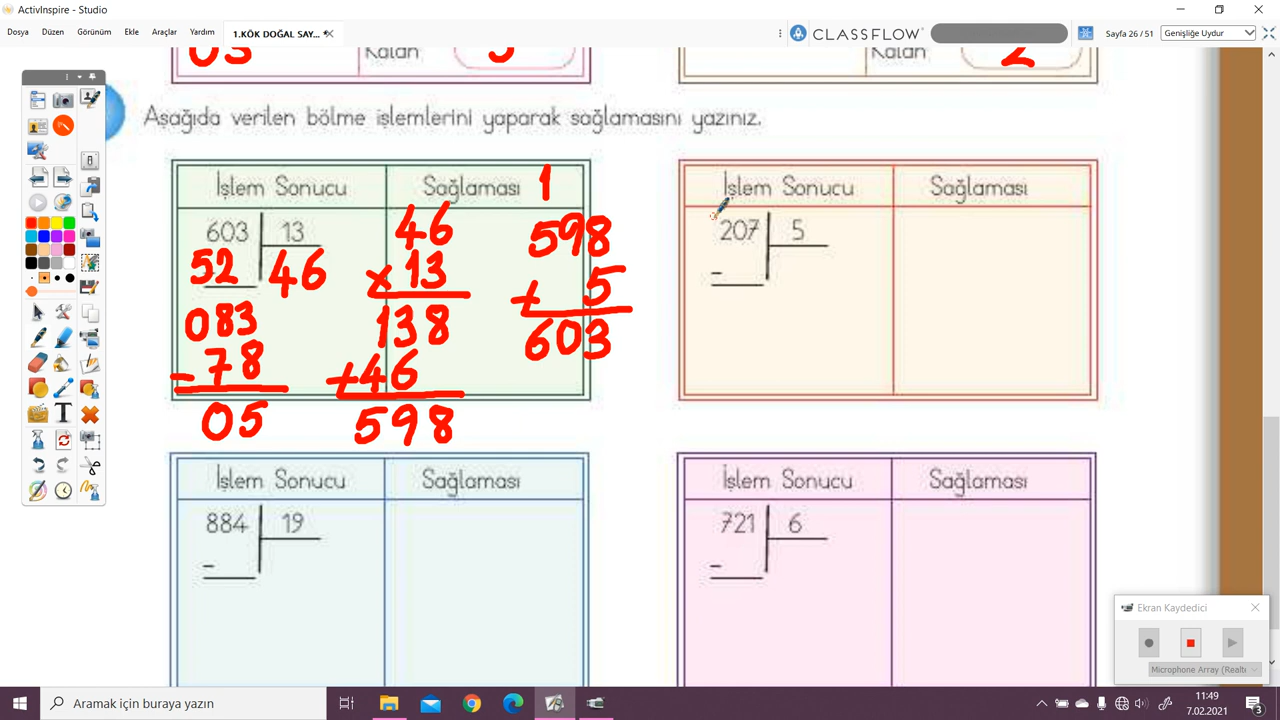 ActivInspire - Studio
Dosya Düzen Görünüm Ekle Araçlar Yardım
1.KÖK DOĞAL SAY...
CLASSFLOW
Sayfa 26 / 51
Genişliğe Uydur
03 Kalan 5
Kalan 2
Aşağıda verilen bölme işlemlerini yaparak sağlamasını yazınız.
İşlem Sonucu Sağlaması 1
603 13
52 46
083
- 78
05
46
x 13
138
+46
598
598
+ 5
603
İşlem Sonucu Sağlaması
207 5
-
İşlem Sonucu Sağlaması
884 19
-
İşlem Sonucu Sağlaması
721 6
-
Ekran Kaydedici
Microphone Array (Realte
Aramak için buraya yazın
11:49
7.02.2021
3